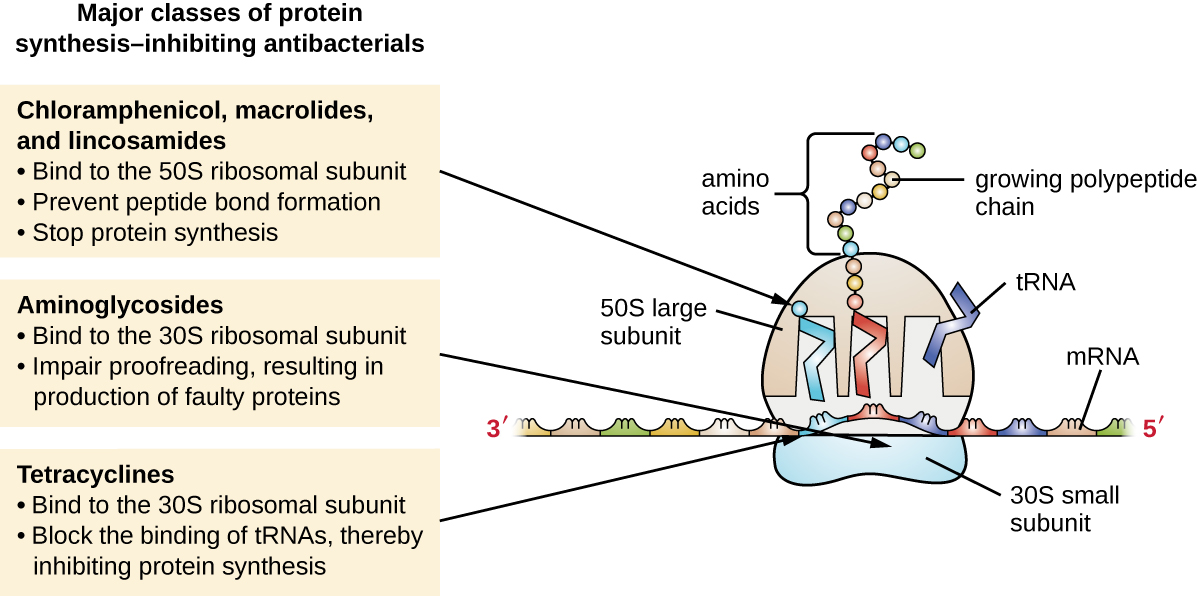 Major classes of protein
synthesis–inhibiting antibacterials
Chloramphenicol, macrolides,
and lincosamides
• Bind to the 50S ribosomal subunit
• Prevent peptide bond formation
• Stop protein synthesis
Aminoglycosides
• Bind to the 30S ribosomal subunit
• Impair proofreading, resulting in
production of faulty proteins
Tetracyclines
• Bind to the 30S ribosomal subunit
• Block the binding of tRNAs, thereby
inhibiting protein synthesis
amino
acids
growing polypeptide
chain
tRNA
50S large
subunit
mRNA
3′
5′
30S small
subunit